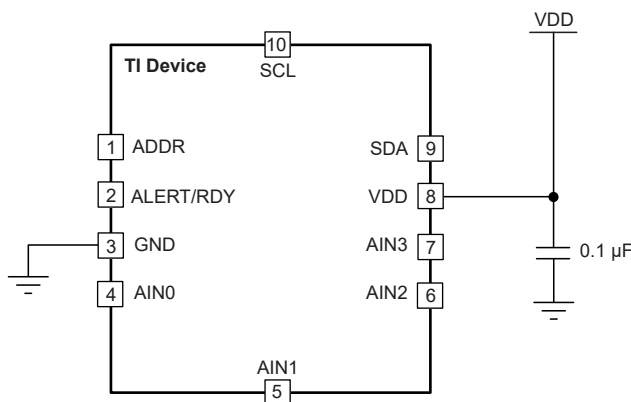 VDD
10
TI Device
SCL
1 ADDR
SDA 9
2 ALERT/RDY
VDD 8
3 GND
AIN3 7
0.1 µF
4 AIN0
AIN2 6
AIN1
5